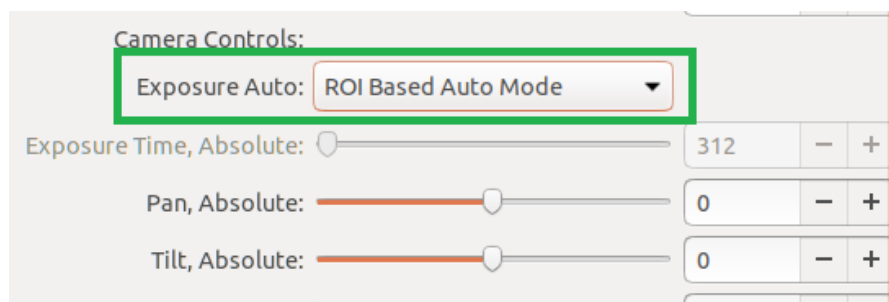 Camera Controls:
Exposure Auto: ROI Based Auto Mode
Exposure Time, Absolute: 312 − +
Pan, Absolute: 0 − +
Tilt, Absolute: 0 − +